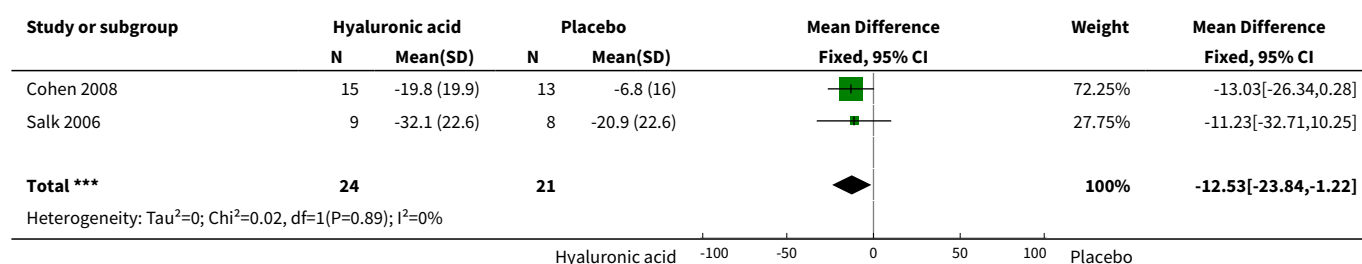 Study or subgroup Hyaluronic acid Placebo Mean Difference Weight Mean Difference
N Mean(SD) N Mean(SD) Fixed, 95% CI Fixed, 95% CI
Cohen 2008 15 -19.8 (19.9) 13 -6.8 (16) 72.25% -13.03[-26.34,0.28]
Salk 2006 9 -32.1 (22.6) 8 -20.9 (22.6) 27.75% -11.23[-32.71,10.25]
Total *** 24 21 100% -12.53[-23.84,-1.22]
Heterogeneity: Tau²=0; Chi²=0.02, df=1(P=0.89); I²=0%
Hyaluronic acid -100 -50 0 50 100 Placebo